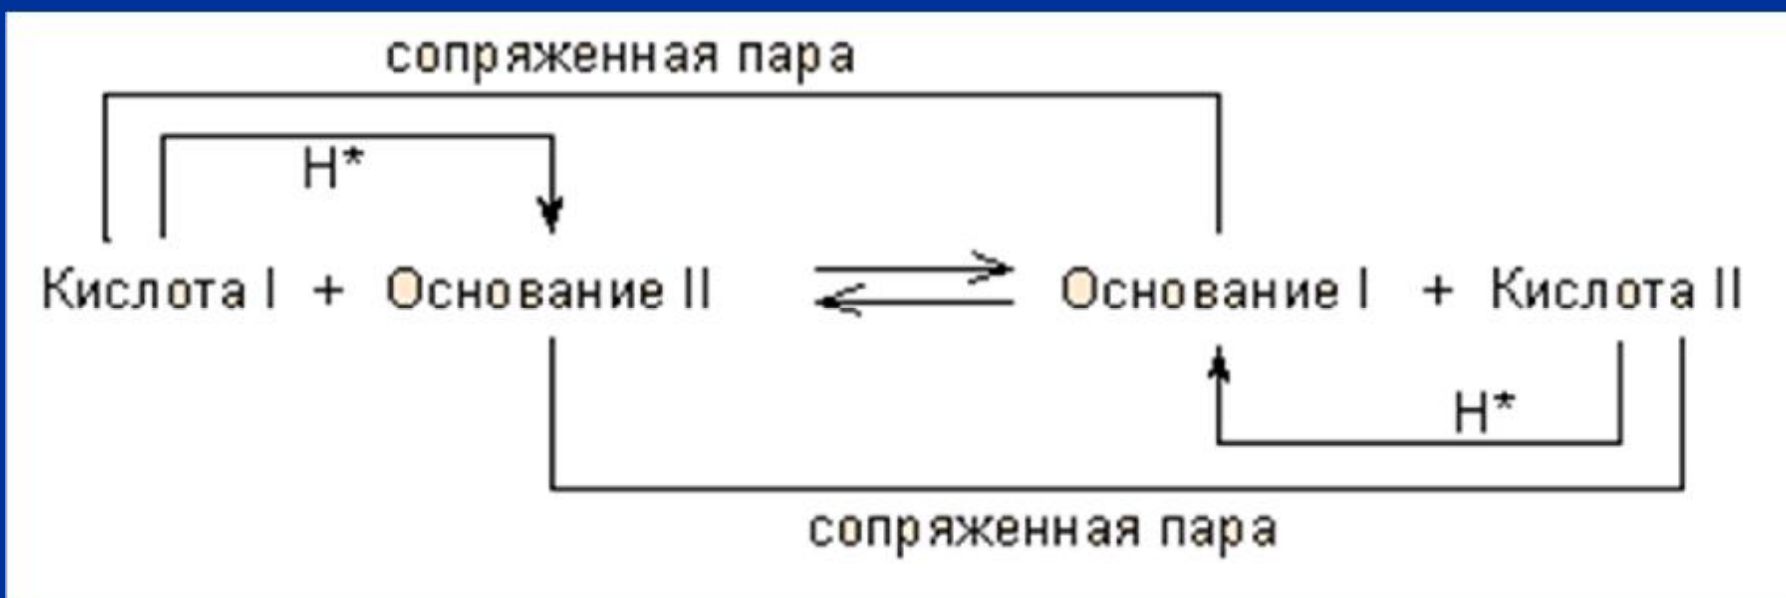 сопряженная пара
H*
Кислота I + Основание II ⇌ Основание I + Кислота II
H*
сопряженная пара